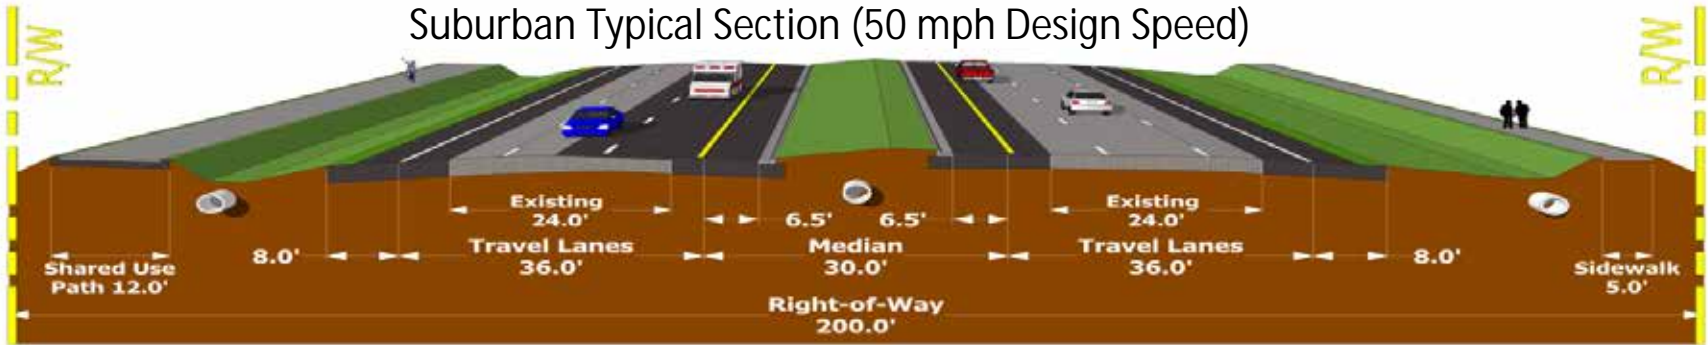 Suburban Typical Section (50 mph Design Speed)
R/W
R/W
Existing
24.0'
6.5'
6.5'
Existing
24.0'
Shared Use
Path 12.0'
8.0'
Travel Lanes
36.0'
Median
30.0'
Travel Lanes
36.0'
8.0'
Sidewalk
5.0'
Right-of-Way
200.0'